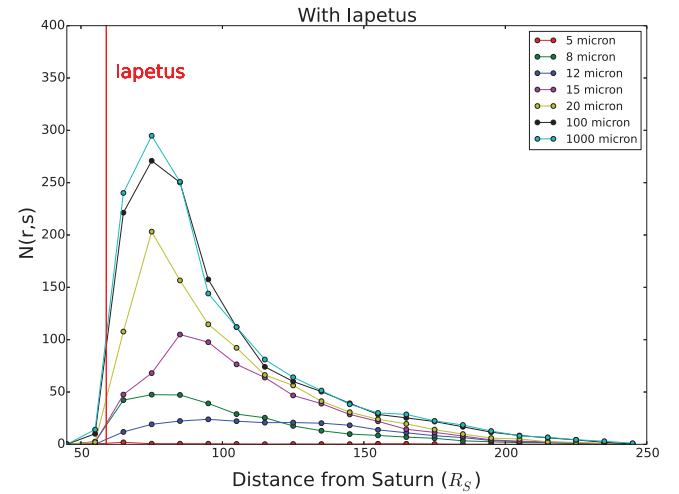 With Iapetus
400
350
300
250
200
150
100
50
0
N(r,s)
Iapetus
5 micron
8 micron
12 micron
15 micron
20 micron
100 micron
1000 micron
50 100 150 200 250
Distance from Saturn (R_S)